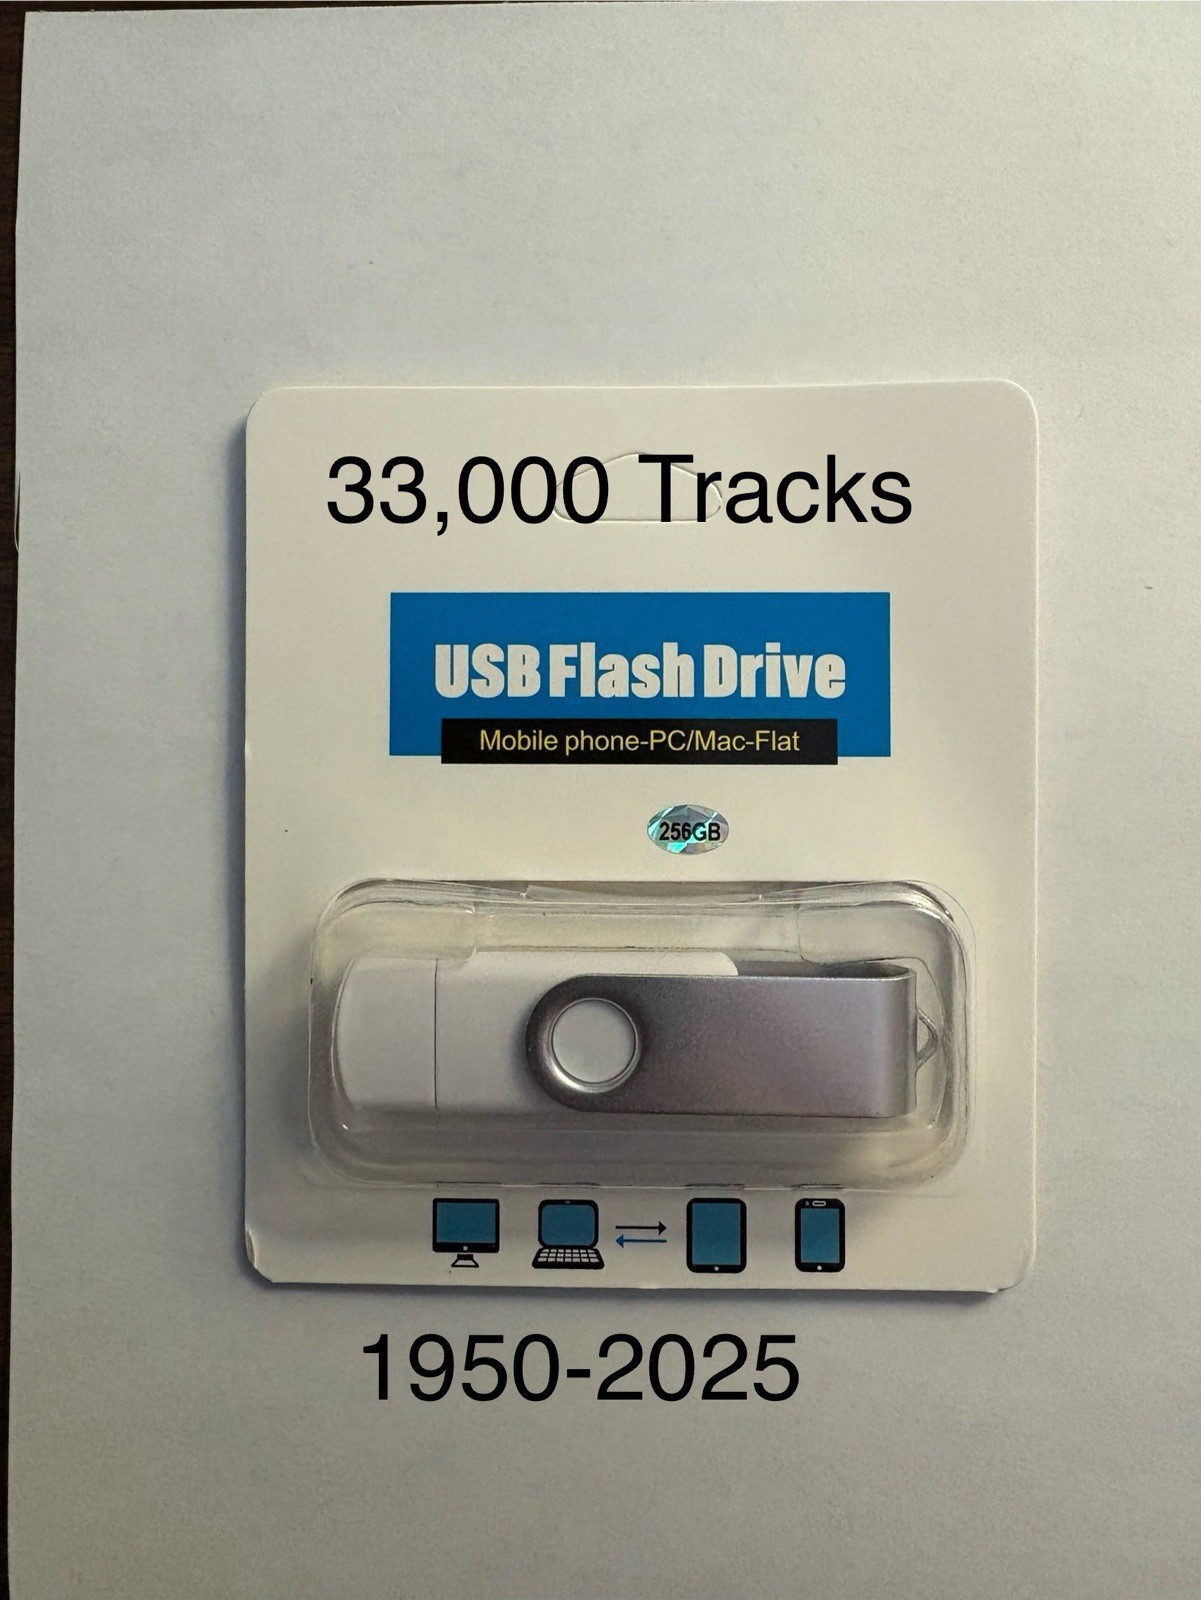 33,000 Tracks
USB Flash Drive
Mobile phone-PC/Mac-Flat
256GB
1950-2025